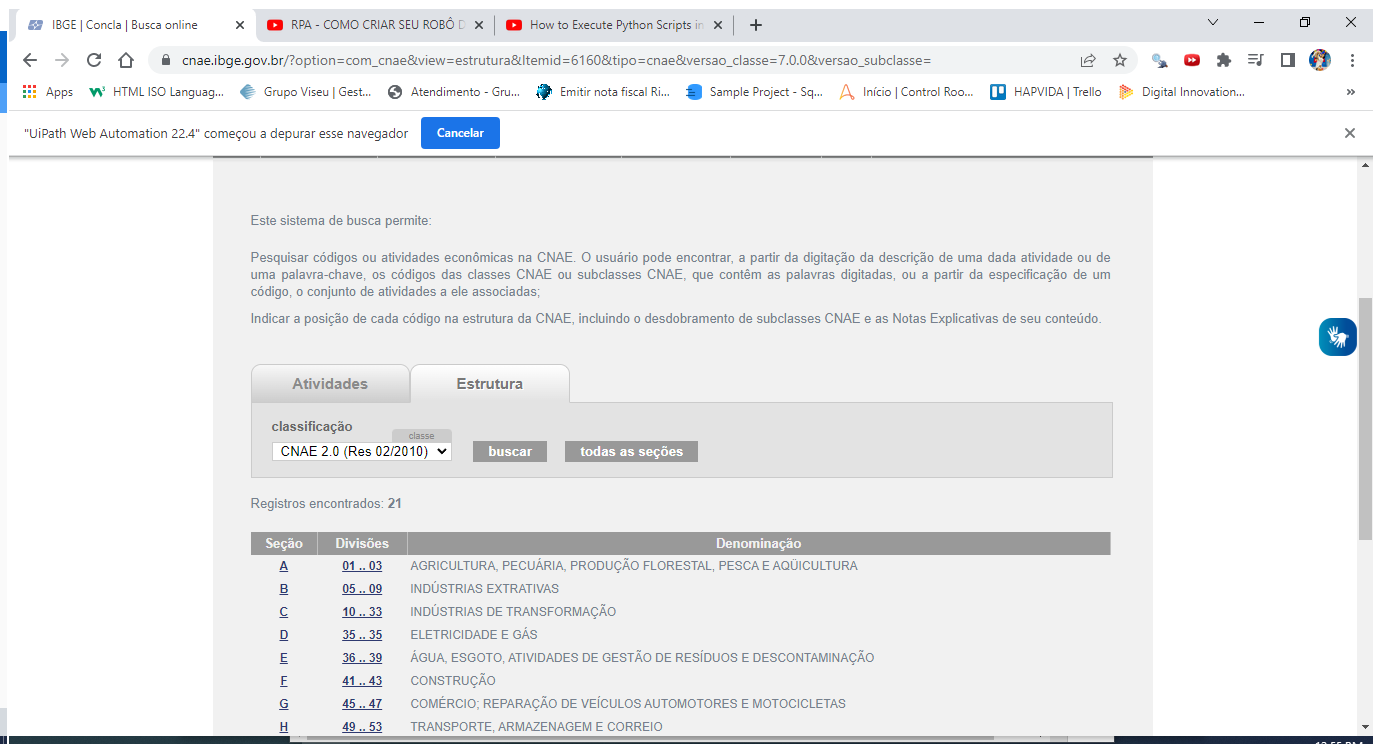 IBGE | Concla | Busca online
RPA - COMO CRIAR SEU ROBÔ D
How to Execute Python Scripts in
cnae.ibge.gov.br/?option=com_cnae&view=estrutura&Itemid=6160&tipo=cnae&versao_classe=7.0.0&versao_subclasse=
Apps
HTML ISO Languag...
Grupo Viseu | Gest...
Atendimento - Gru...
Emitir nota fiscal Ri...
Sample Project - Sq...
Início | Control Roo...
HAPVIDA | Trello
Digital Innovation...
»
"UiPath Web Automation 22.4" começou a depurar esse navegador
Cancelar
Este sistema de busca permite:
Pesquisar códigos ou atividades econômicas na CNAE. O usuário pode encontrar, a partir da digitação da descrição de uma dada atividade ou de
uma palavra-chave, os códigos das classes CNAE ou subclasses CNAE, que contêm as palavras digitadas, ou a partir da especificação de um
código, o conjunto de atividades a ele associadas;
Indicar a posição de cada código na estrutura da CNAE, incluindo o desdobramento de subclasses CNAE e as Notas Explicativas de seu conteúdo.
Atividades
Estrutura
classificação
classe
CNAE 2.0 (Res 02/2010)
buscar
todas as seções
Registros encontrados: 21
Seção Divisões Denominação
A 01 .. 03 AGRICULTURA, PECUÁRIA, PRODUÇÃO FLORESTAL, PESCA E AQÜICULTURA
B 05 .. 09 INDÚSTRIAS EXTRATIVAS
C 10 .. 33 INDÚSTRIAS DE TRANSFORMAÇÃO
D 35 .. 35 ELETRICIDADE E GÁS
E 36 .. 39 ÁGUA, ESGOTO, ATIVIDADES DE GESTÃO DE RESÍDUOS E DESCONTAMINAÇÃO
F 41 .. 43 CONSTRUÇÃO
G 45 .. 47 COMÉRCIO; REPARAÇÃO DE VEÍCULOS AUTOMOTORES E MOTOCICLETAS
H 49 .. 53 TRANSPORTE, ARMAZENAGEM E CORREIO